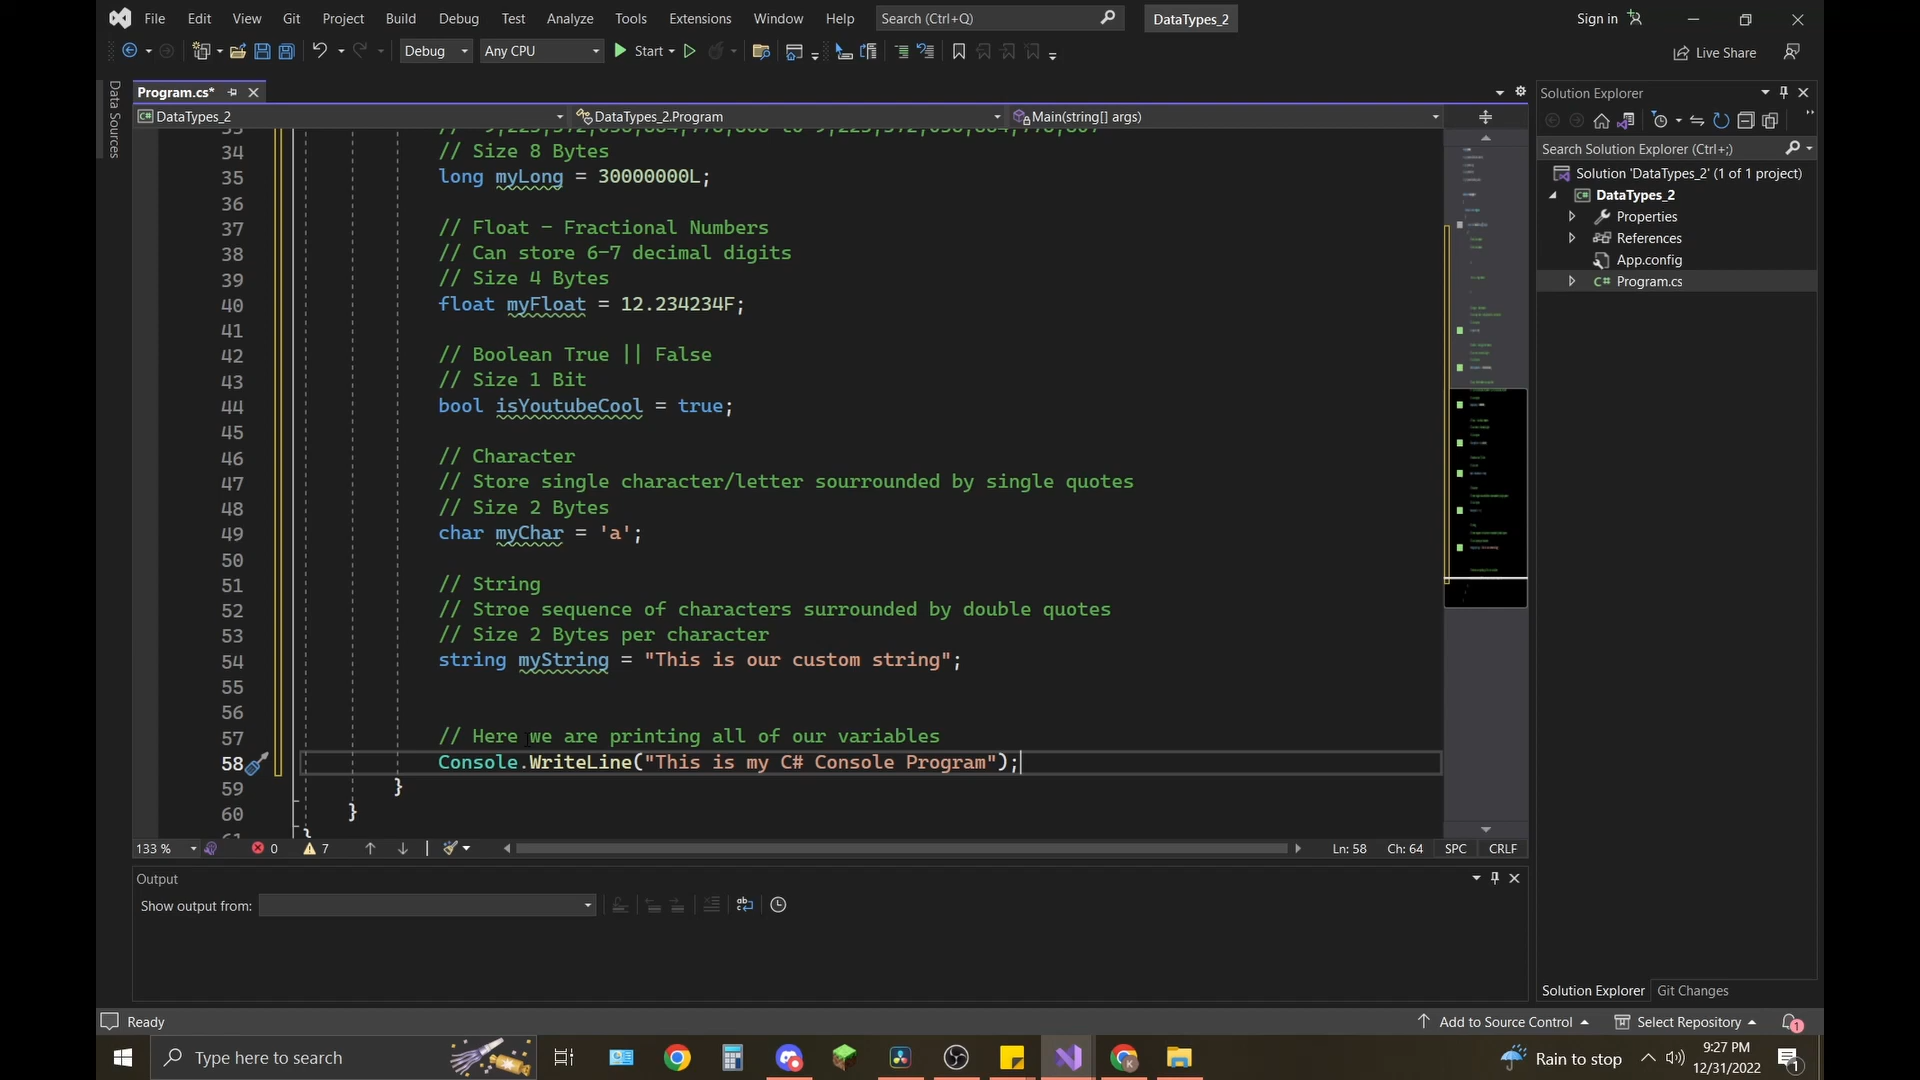 File Edit View Git Project Build Debug Test Analyze Tools Extensions Window Help Search (Ctrl+Q) DataTypes_2 Sign in
Debug Any CPU Start Live Share
Data Sources
Program.cs*
DataTypes_2 DataTypes_2.Program Main(string[] args)
34 // Size 8 Bytes
35 long myLong = 30000000L;
36
37 // Float - Fractional Numbers
38 // Can store 6-7 decimal digits
39 // Size 4 Bytes
40 float myFloat = 12.234234F;
41
42 // Boolean True || False
43 // Size 1 Bit
44 bool isYoutubeCool = true;
45
46 // Character
47 // Store single character/letter sourrounded by single quotes
48 // Size 2 Bytes
49 char myChar = 'a';
50
51 // String
52 // Stroe sequence of characters surrounded by double quotes
53 // Size 2 Bytes per character
54 string myString = "This is our custom string";
55
56
57 // Here we are printing all of our variables
58 Console.WriteLine("This is my C# Console Program");
59 }
60 }
61 }
133 % 0 7 Ln: 58 Ch: 64 SPC CRLF
Output
Show output from:
Solution Explorer
Search Solution Explorer (Ctrl+;)
Solution 'DataTypes_2' (1 of 1 project)
DataTypes_2
Properties
References
App.config
C# Program.cs
Solution Explorer Git Changes
Ready Add to Source Control Select Repository 1
Type here to search Rain to stop 9:27 PM
12/31/2022 1